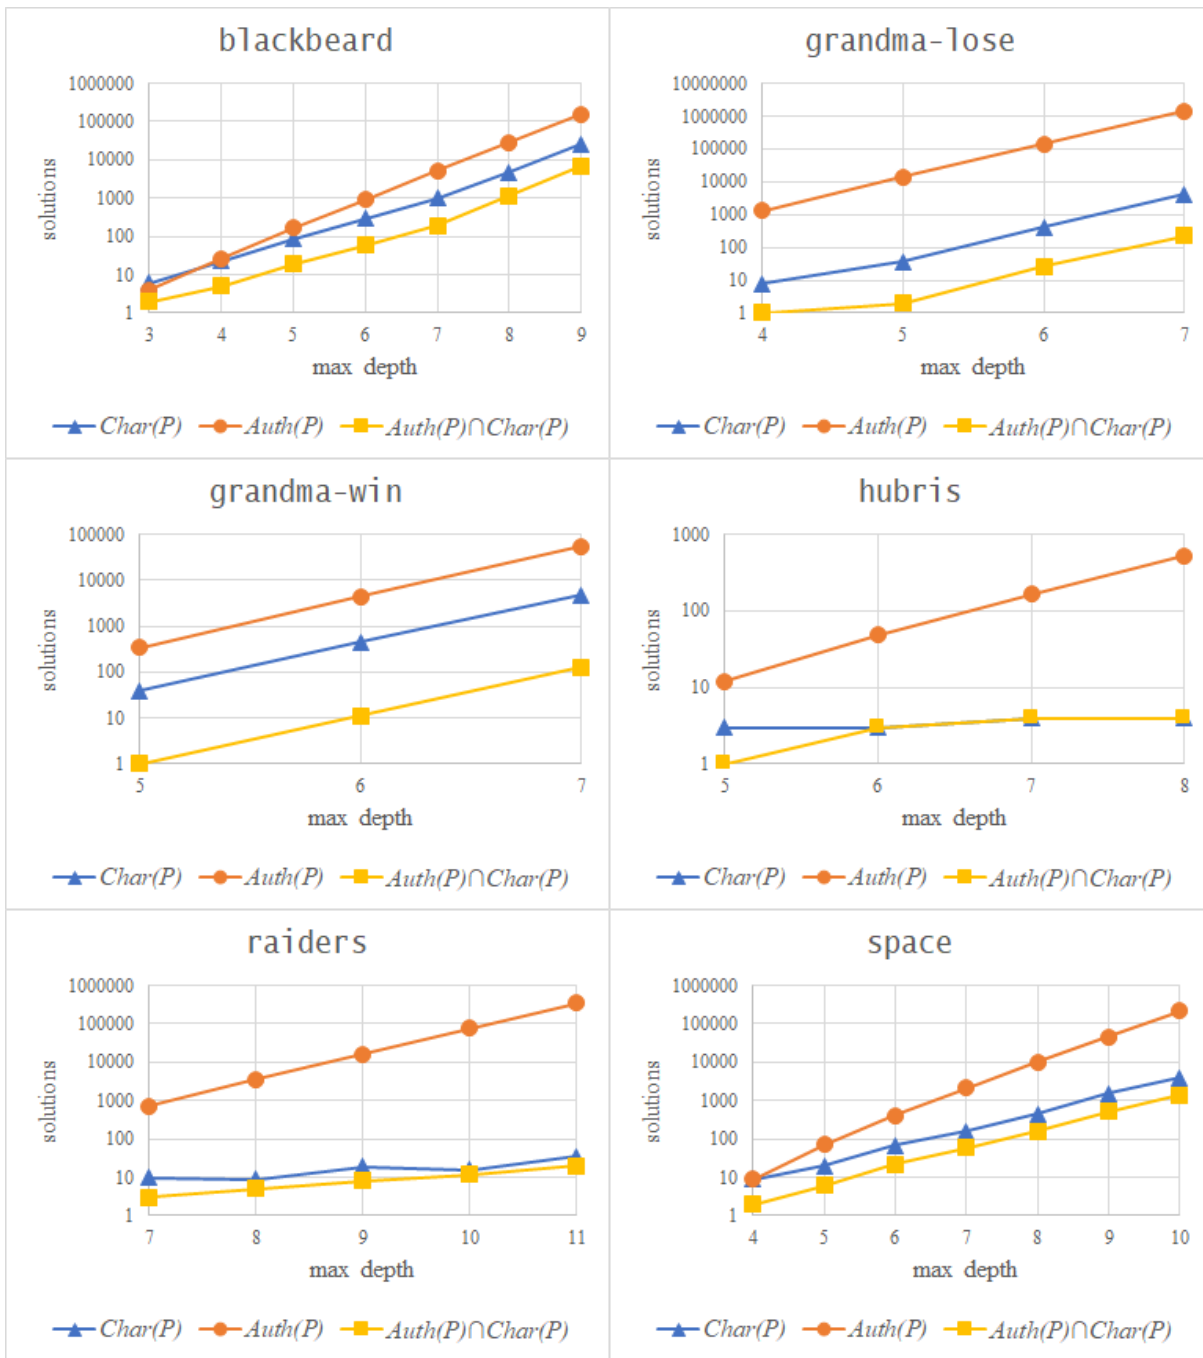 blackbeard
1000000
100000
10000
1000
100
10
1
solutions
3 4 5 6 7 8 9
max depth
Char(P) Auth(P) Auth(P)∩Char(P)
grandma-lose
10000000
1000000
100000
10000
1000
100
10
1
solutions
4 5 6 7
max depth
Char(P) Auth(P) Auth(P)∩Char(P)
grandma-win
100000
10000
1000
100
10
1
solutions
5 6 7
max depth
Char(P) Auth(P) Auth(P)∩Char(P)
hubris
1000
100
10
1
solutions
5 6 7 8
max depth
Char(P) Auth(P) Auth(P)∩Char(P)
raiders
1000000
100000
10000
1000
100
10
1
solutions
7 8 9 10 11
max depth
Char(P) Auth(P) Auth(P)∩Char(P)
space
1000000
100000
10000
1000
100
10
1
solutions
4 5 6 7 8 9 10
max depth
Char(P) Auth(P) Auth(P)∩Char(P)